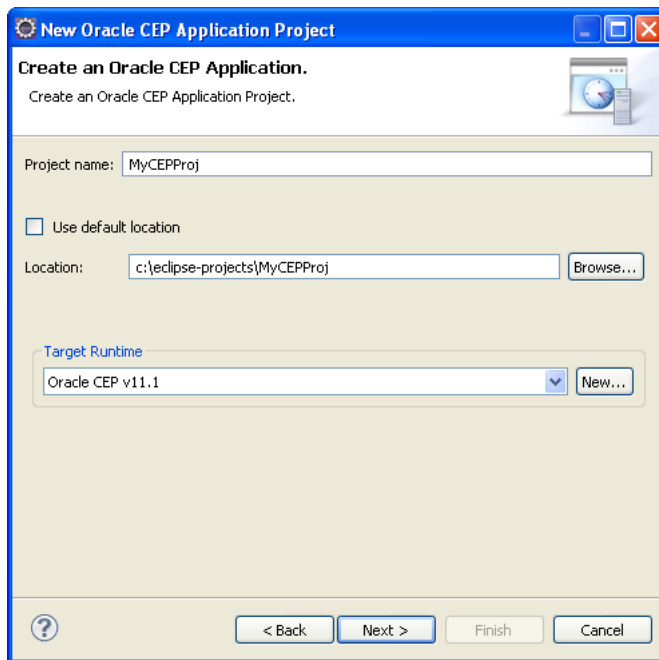 New Oracle CEP Application Project
Create an Oracle CEP Application.
Create an Oracle CEP Application Project.
Project name: MyCEPProj
Use default location
Location: c:\eclipse-projects\MyCEPProj Browse...
Target Runtime
Oracle CEP v11.1 New...
? < Back Next > Finish Cancel